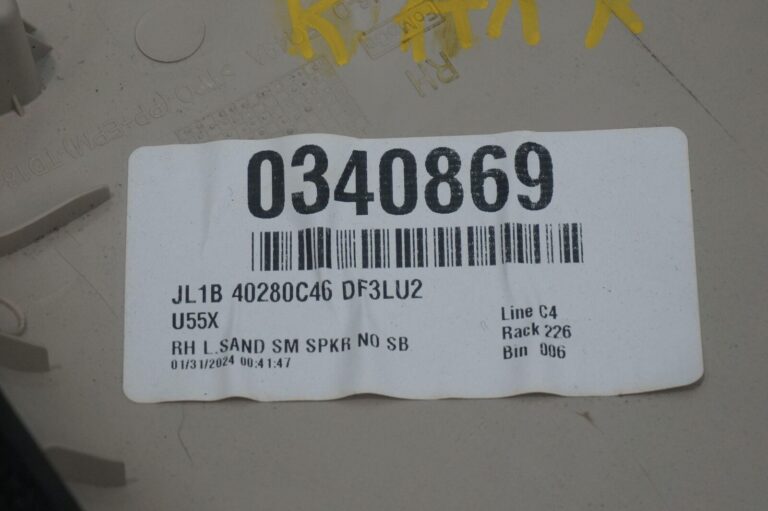 RH
0340869
JL1B 40280C46 DF3LU2
U55X
RH L.SAND SM SPKR NO SB
01/31/2024 00:41:47
Line C4
Rack 226
Bin 006